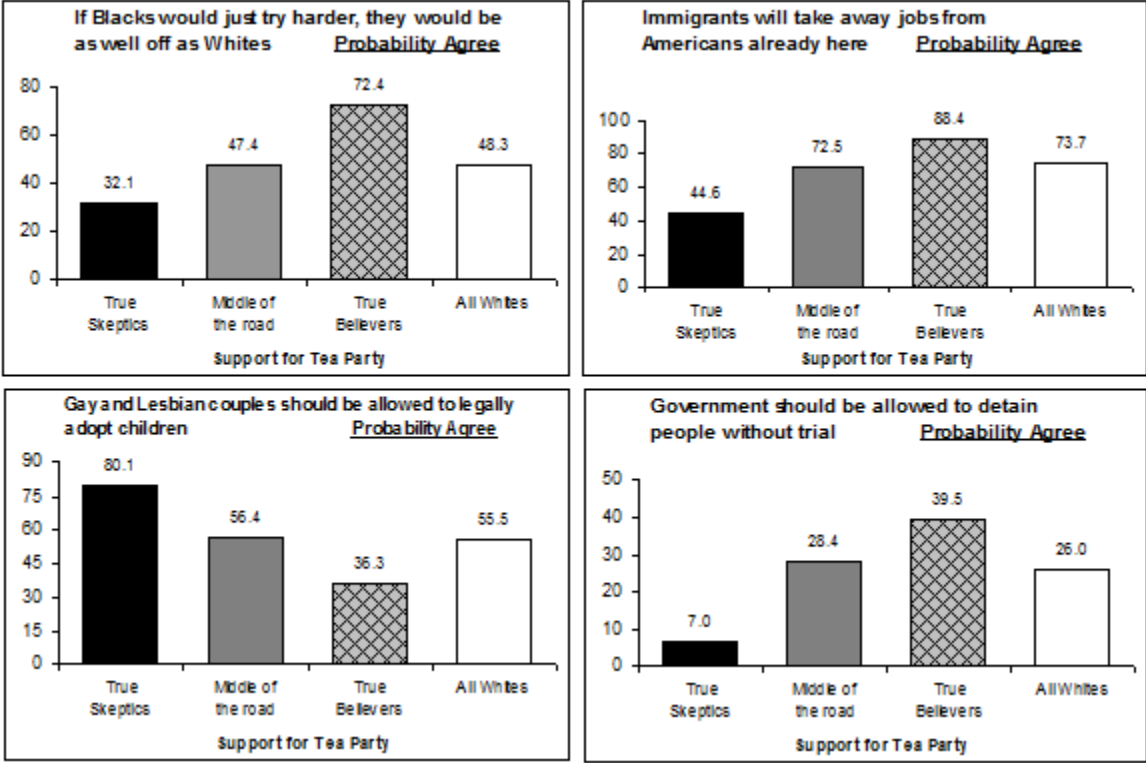 If Blacks would just try harder, they would be
as well off as Whites Probability Agree
80
60
40
20
0
32.1
47.4
72.4
48.3
True Skeptics
Middle of the road
True Believers
All Whites
Support for Tea Party
Immigrants will take away jobs from
Americans already here Probability Agree
100
80
60
40
20
0
44.6
72.5
88.4
73.7
True Skeptics
Middle of the road
True Believers
All Whites
Support for Tea Party
Gay and Lesbian couples should be allowed to legally
adopt children Probability Agree
90
75
60
45
30
15
0
80.1
56.4
36.3
55.5
True Skeptics
Middle of the road
True Believers
All Whites
Support for Tea Party
Government should be allowed to detain
people without trial Probability Agree
50
40
30
20
10
0
7.0
28.4
39.5
26.0
True Skeptics
Middle of the road
True Believers
All Whites
Support for Tea Party